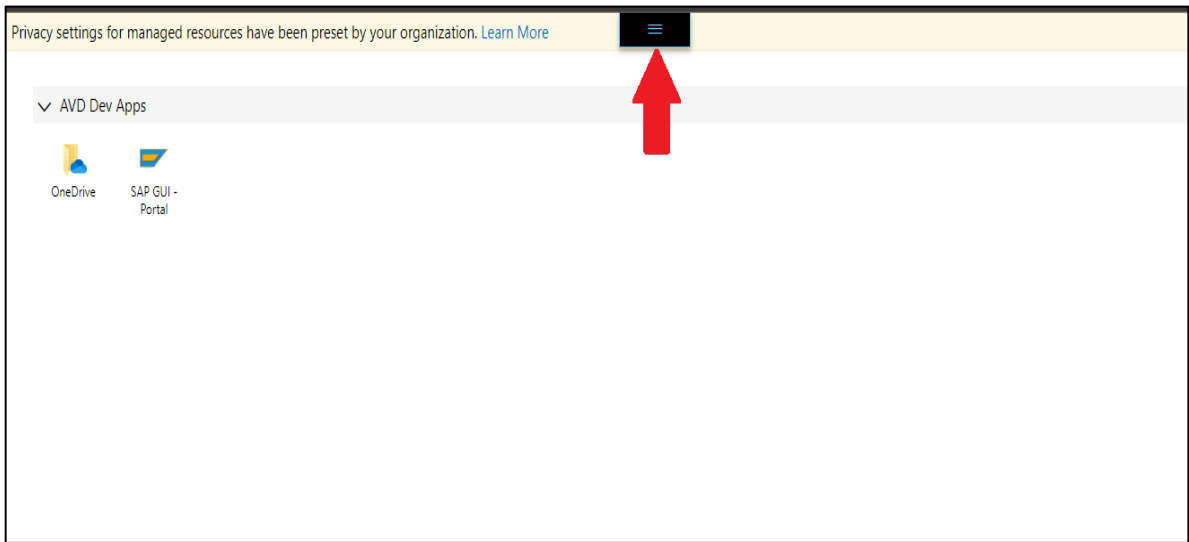 Privacy settings for managed resources have been preset by your organization. Learn More
AVD Dev Apps
OneDrive
SAP GUI -
Portal